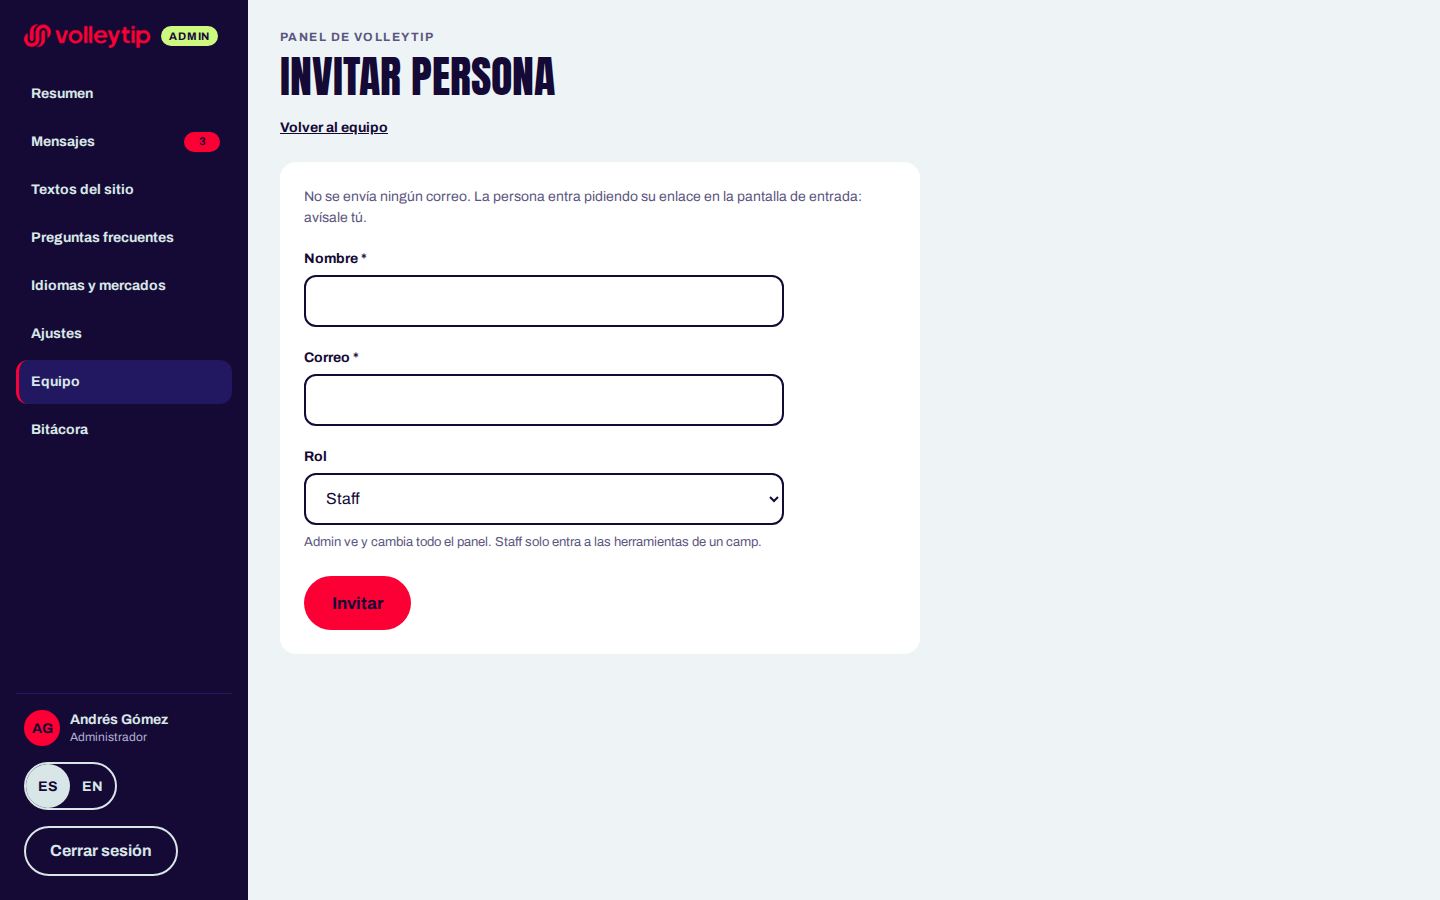 volleytip ADMIN
Resumen
Mensajes 3
Textos del sitio
Preguntas frecuentes
Idiomas y mercados
Ajustes
Equipo
Bitácora
AG Andrés Gómez
Administrador
ES EN
Cerrar sesión
PANEL DE VOLLEYTIP
INVITAR PERSONA
Volver al equipo
No se envía ningún correo. La persona entra pidiendo su enlace en la pantalla de entrada:
avísale tú.
Nombre *
Correo *
Rol
Staff
Admin ve y cambia todo el panel. Staff solo entra a las herramientas de un camp.
Invitar